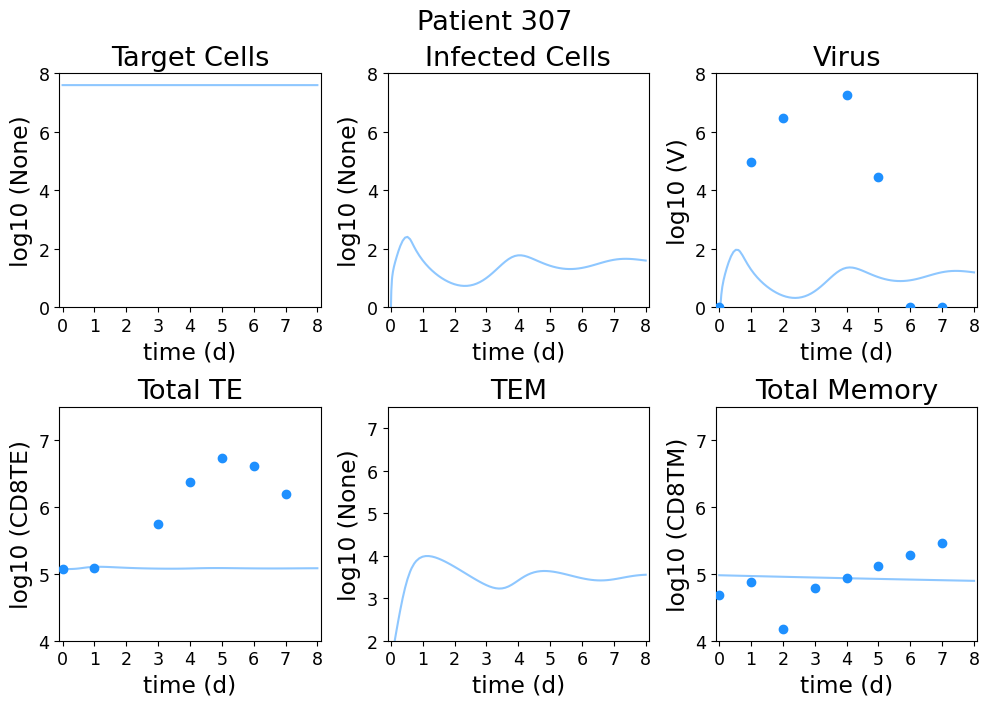 Patient 307
Target Cells
Infected Cells
Virus
log10 (None)
8
6
4
2
0
0 1 2 3 4 5 6 7 8
time (d)
log10 (None)
8
6
4
2
0
0 1 2 3 4 5 6 7 8
time (d)
log10 (V)
8
6
4
2
0
0 1 2 3 4 5 6 7 8
time (d)
Total TE
TEM
Total Memory
log10 (CD8TE)
7
6
5
4
0 1 2 3 4 5 6 7 8
time (d)
log10 (None)
7
6
5
4
3
2
0 1 2 3 4 5 6 7 8
time (d)
log10 (CD8TM)
7
6
5
4
0 1 2 3 4 5 6 7 8
time (d)